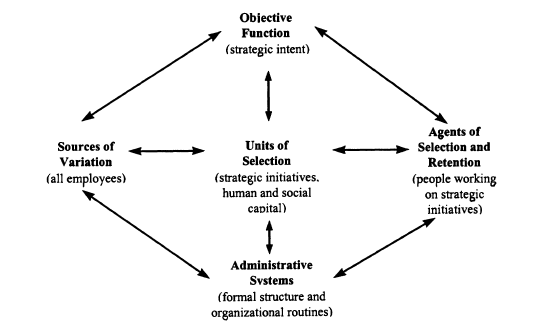 Objective
Function
(strategic intent)
Sources of
Variation
(all employees)
Units of
Selection
(strategic initiatives,
human and social
capital)
Agents of
Selection and
Retention
(people working
on strategic
initiatives)
Administrative
Systems
(formal structure and
organizational routines)